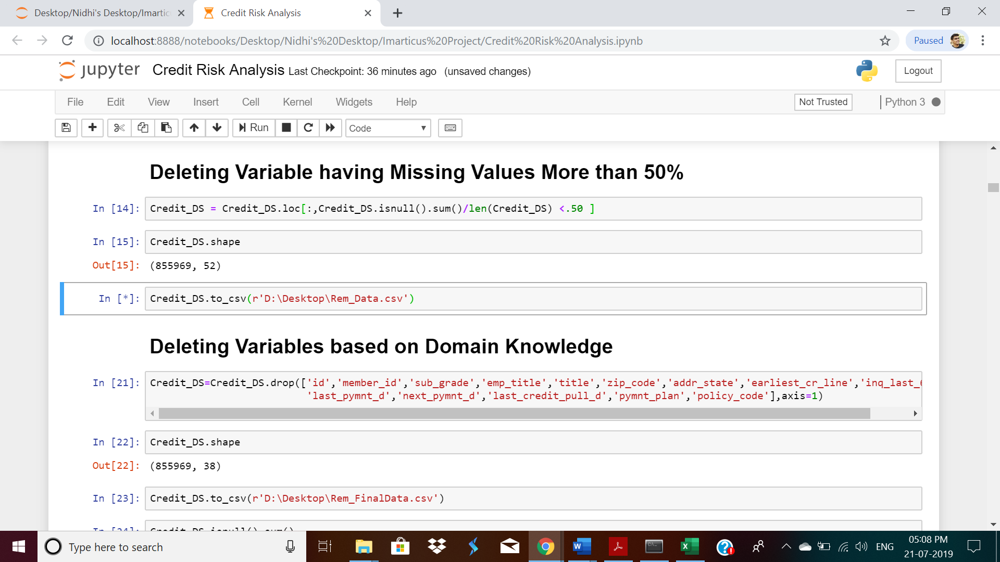 Desktop/Nidhi's Desktop/Imartic
Credit Risk Analysis
localhost:8888/notebooks/Desktop/Nidhi's%20Desktop/Imarticus%20Project/Credit%20Risk%20Analysis.ipynb
Paused
jupyter Credit Risk Analysis Last Checkpoint: 36 minutes ago (unsaved changes)
Logout
File Edit View Insert Cell Kernel Widgets Help
Not Trusted
Python 3
Run
Code
Deleting Variable having Missing Values More than 50%
In [14]: Credit_DS = Credit_DS.loc[:,Credit_DS.isnull().sum()/len(Credit_DS) <.50 ]
In [15]: Credit_DS.shape
Out[15]: (855969, 52)
In [*]: Credit_DS.to_csv(r'D:\Desktop\Rem_Data.csv')
Deleting Variables based on Domain Knowledge
In [21]: Credit_DS=Credit_DS.drop(['id','member_id','sub_grade','emp_title','title','zip_code','addr_state','earliest_cr_line','inq_last_6
'last_pymnt_d','next_pymnt_d','last_credit_pull_d','pymnt_plan','policy_code'],axis=1)
In [22]: Credit_DS.shape
Out[22]: (855969, 38)
In [23]: Credit_DS.to_csv(r'D:\Desktop\Rem_FinalData.csv')
In [24]: Credit_DS.isnull().sum()
Type here to search
ENG
05:08 PM
21-07-2019